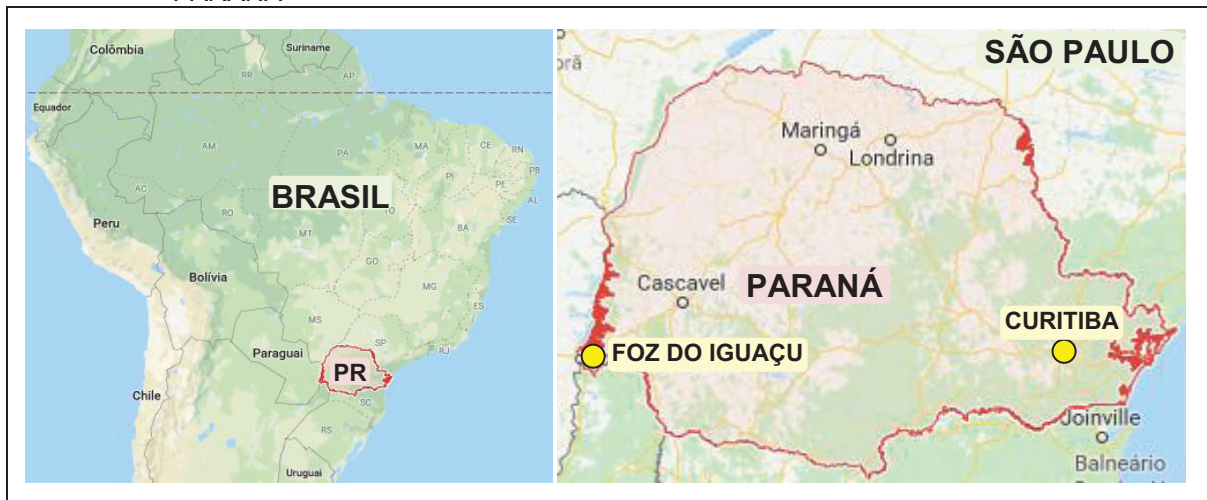 Colômbia
Suriname
RR
AP
Equador
AM
PA
MA
CE
RN
PI
PB
PE
AC
AL
BRASIL
TO
SE
RO
Peru
BA
MT
GO
Bolívia
MG
MS
ES
SP
Paraguai
RJ
PR
Chile
SC
RS
Uruguai
SÃO PAULO
orã
Maringá
Londrina
Cascavel
PARANÁ
CURITIBA
FOZ DO IGUAÇU
Joinville
Balneário